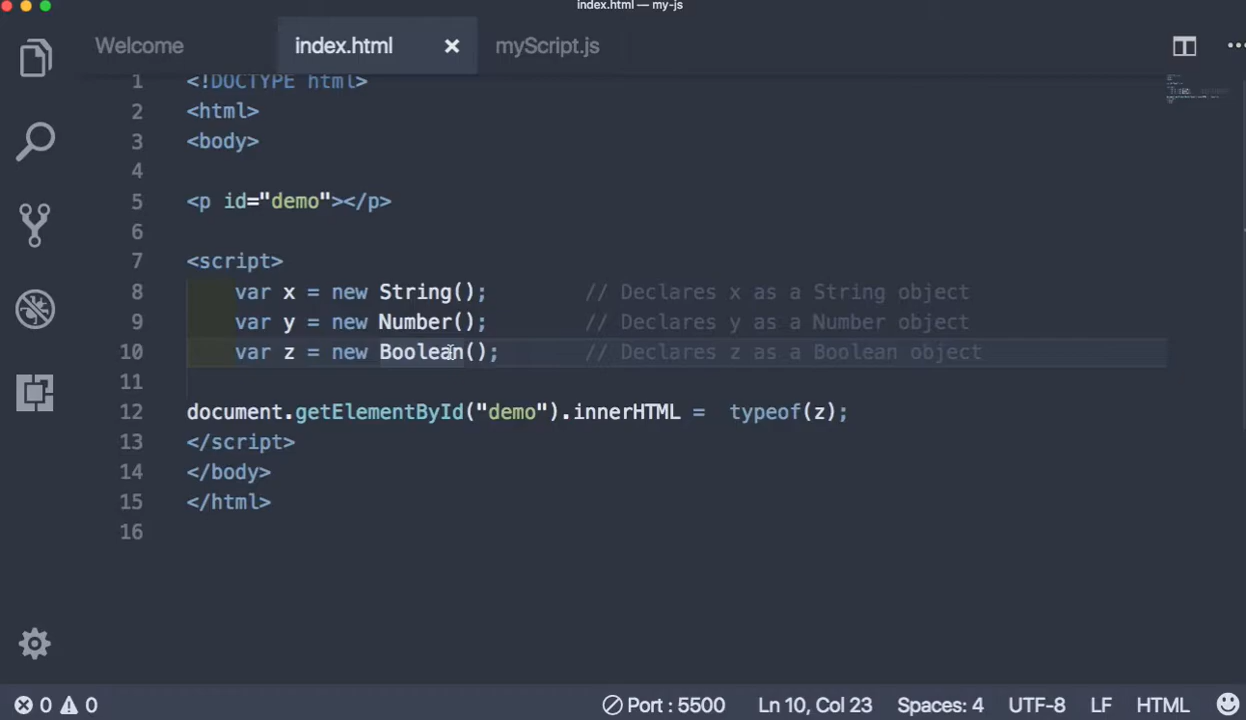 index.html — my-js
Welcome index.html × myScript.js
1 <!DOCTYPE html>
2 <html>
3 <body>
4
5 <p id="demo"></p>
6
7 <script>
8 var x = new String(); // Declares x as a String object
9 var y = new Number(); // Declares y as a Number object
10 var z = new Boolean(); // Declares z as a Boolean object
11
12 document.getElementById("demo").innerHTML = typeof(z);
13 </script>
14 </body>
15 </html>
16
0 0 Port : 5500 Ln 10, Col 23 Spaces: 4 UTF-8 LF HTML